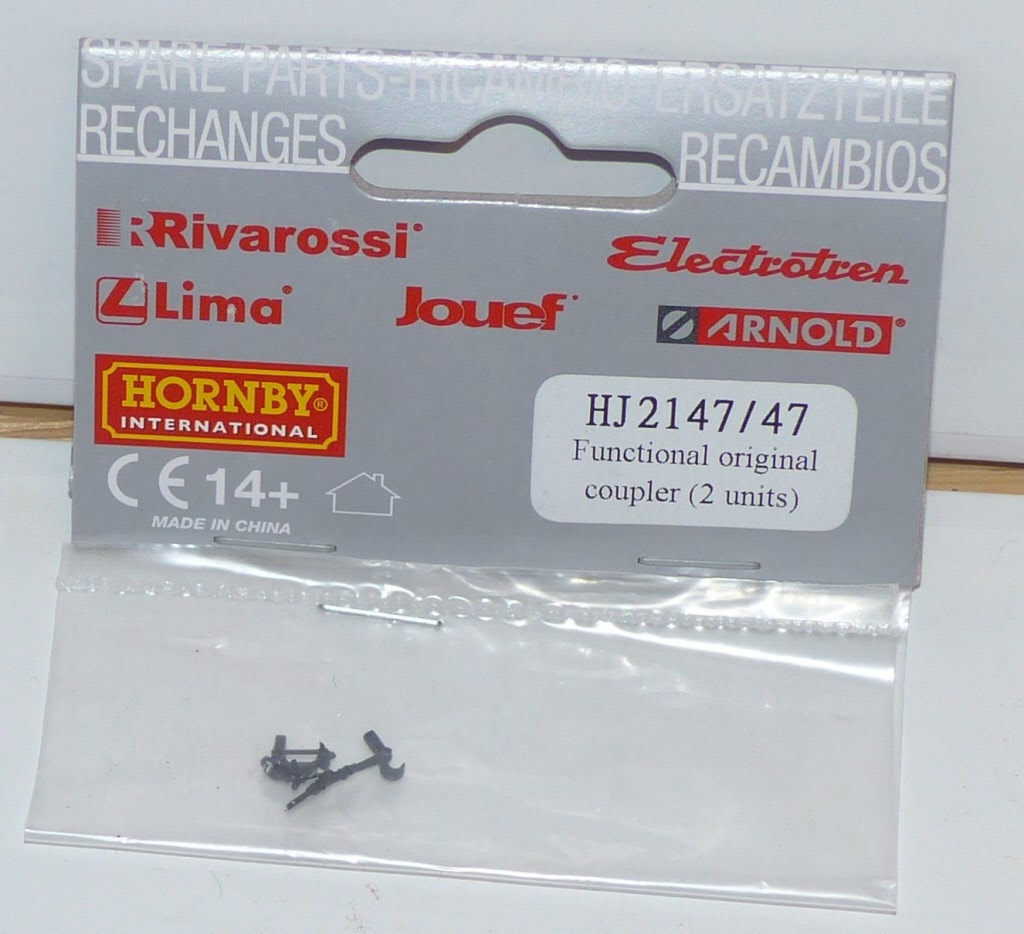 SPARE PARTS-RICAMBIO-ERSATZTEILE
RECHANGES RECAMBIOS
Rivarossi®
Electrotren
Lima®
Jouef®
ARNOLD®
HORNBY®
INTERNATIONAL
HJ2147/47
Functional original
coupler (2 units)
CE 14+
MADE IN CHINA